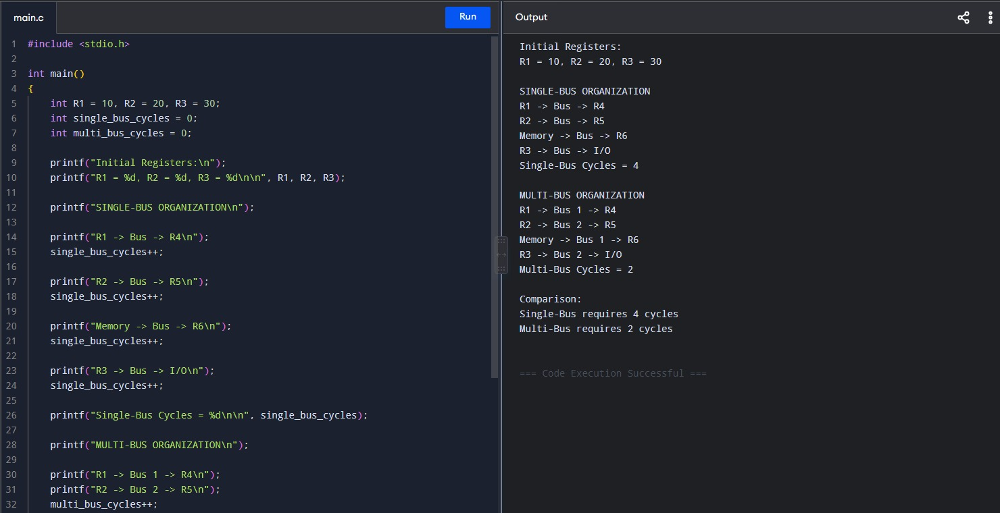 main.c
Run
1 #include <stdio.h>
2
3 int main()
4 {
5 int R1 = 10, R2 = 20, R3 = 30;
6 int single_bus_cycles = 0;
7 int multi_bus_cycles = 0;
8
9 printf("Initial Registers:\n");
10 printf("R1 = %d, R2 = %d, R3 = %d\n\n", R1, R2, R3);
11
12 printf("SINGLE-BUS ORGANIZATION\n");
13
14 printf("R1 -> Bus -> R4\n");
15 single_bus_cycles++;
16
17 printf("R2 -> Bus -> R5\n");
18 single_bus_cycles++;
19
20 printf("Memory -> Bus -> R6\n");
21 single_bus_cycles++;
22
23 printf("R3 -> Bus -> I/O\n");
24 single_bus_cycles++;
25
26 printf("Single-Bus Cycles = %d\n\n", single_bus_cycles);
27
28 printf("MULTI-BUS ORGANIZATION\n");
29
30 printf("R1 -> Bus 1 -> R4\n");
31 printf("R2 -> Bus 2 -> R5\n");
32 multi_bus_cycles++;
Output
Initial Registers:
R1 = 10, R2 = 20, R3 = 30
SINGLE-BUS ORGANIZATION
R1 -> Bus -> R4
R2 -> Bus -> R5
Memory -> Bus -> R6
R3 -> Bus -> I/O
Single-Bus Cycles = 4
MULTI-BUS ORGANIZATION
R1 -> Bus 1 -> R4
R2 -> Bus 2 -> R5
Memory -> Bus 1 -> R6
R3 -> Bus 2 -> I/O
Multi-Bus Cycles = 2
Comparison:
Single-Bus requires 4 cycles
Multi-Bus requires 2 cycles
=== Code Execution Successful ===